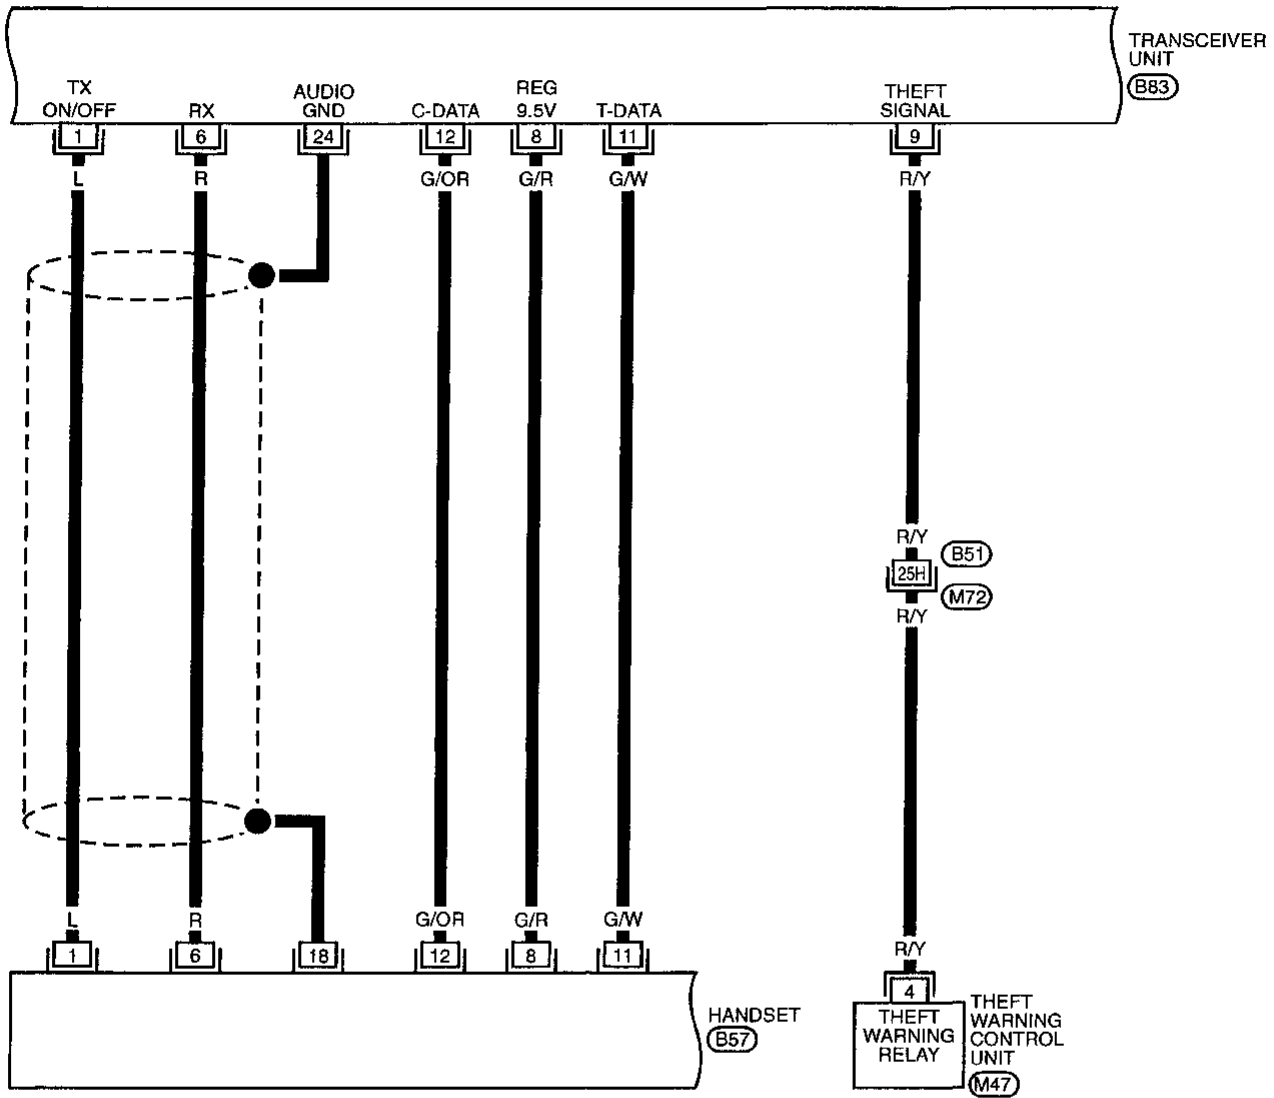 TRANSCEIVER
UNIT
B83
TX
ON/OFF
RX
AUDIO
GND
C-DATA
REG
9.5V
T-DATA
THEFT
SIGNAL
1
6
24
12
8
11
9
L
R
G/OR
G/R
G/W
R/Y
R/Y
B51
25H
M72
R/Y
L
R
G/OR
G/R
G/W
R/Y
1
6
18
12
8
11
4
HANDSET
B57
THEFT
WARNING
RELAY
THEFT
WARNING
CONTROL
UNIT
M47